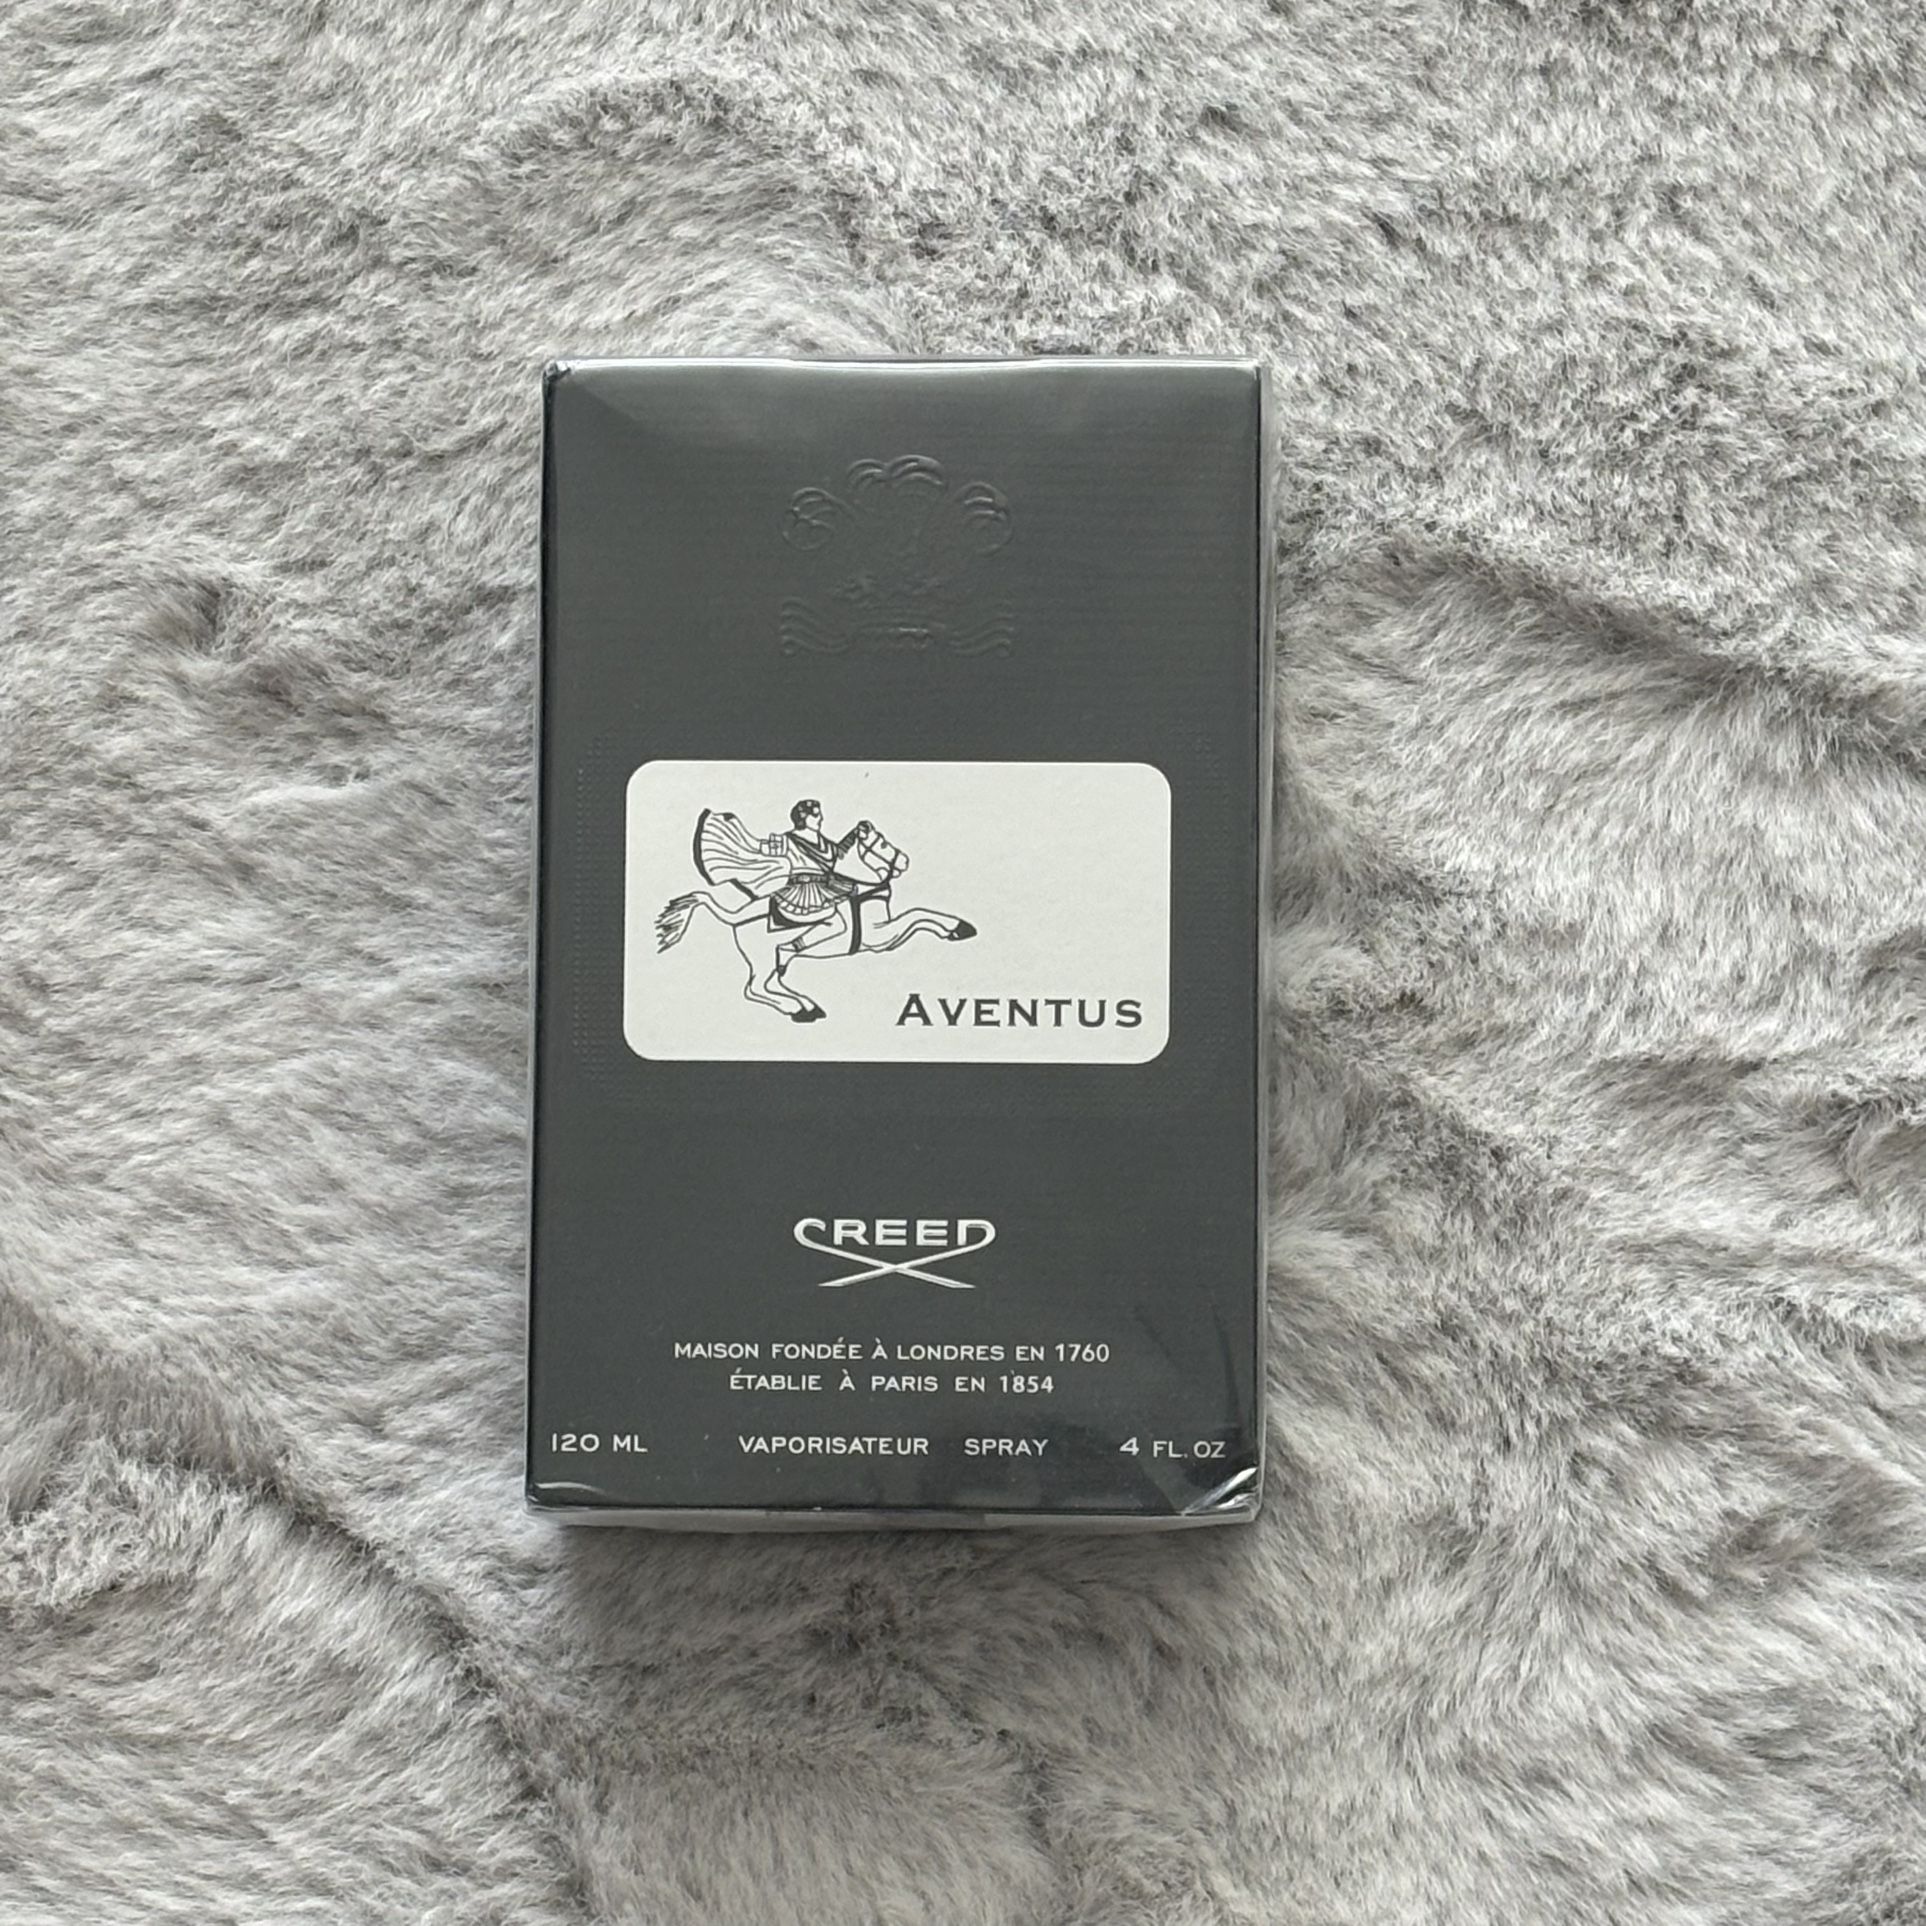 AVENTUS
CREED
MAISON FONDÉE À LONDRES EN 1760
ÉTABLIE À PARIS EN 1854
120 ML VAPORISATEUR SPRAY 4 FL. OZ